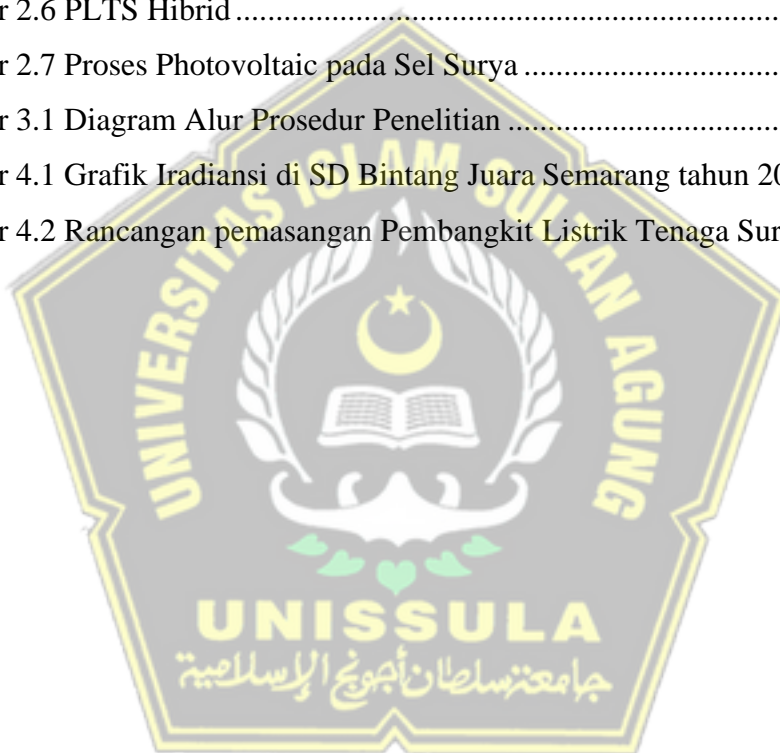 r 2.6 PLTS Hibrid ....................................................................
r 2.7 Proses Photovoltaic pada Sel Surya ................................
r 3.1 Diagram Alur Prosedur Penelitian ..................................
r 4.1 Grafik Iradiansi di SD Bintang Juara Semarang tahun 20
r 4.2 Rancangan pemasangan Pembangkit Listrik Tenaga Sur
UNIVERSITAS ISLAM SULTAN AGUNG
UNISSULA
جامعة سلطان أجونج الإسلامية